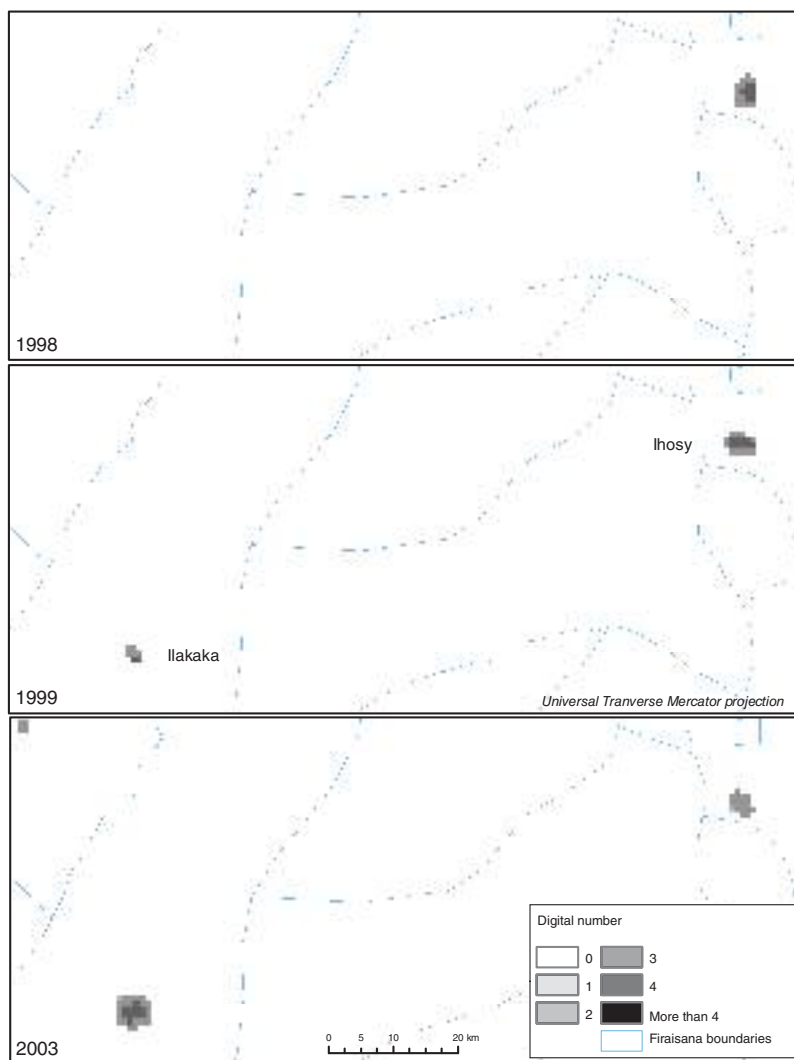 1998
Ihosy
Ilakaka
1999
Universal Tranverse Mercator projection
Digital number
0 3
1 4
2 More than 4
Firaisana boundaries
0 5 10 20 km
2003